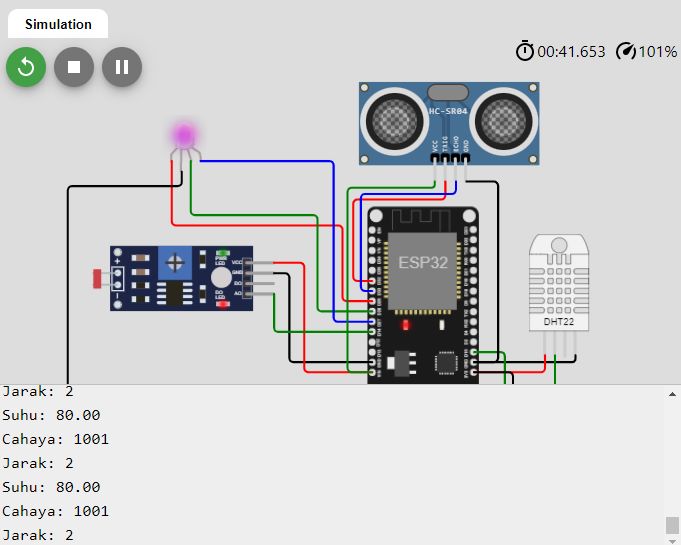 Simulation
00:41.653
101%
HC-SR04
VCC
TRIG
ECHO
GND
ESP32
PWR
LED
VCC
GND
DO
AO
DO
LED
DHT22
Jarak: 2
Suhu: 80.00
Cahaya: 1001
Jarak: 2
Suhu: 80.00
Cahaya: 1001
Jarak: 2